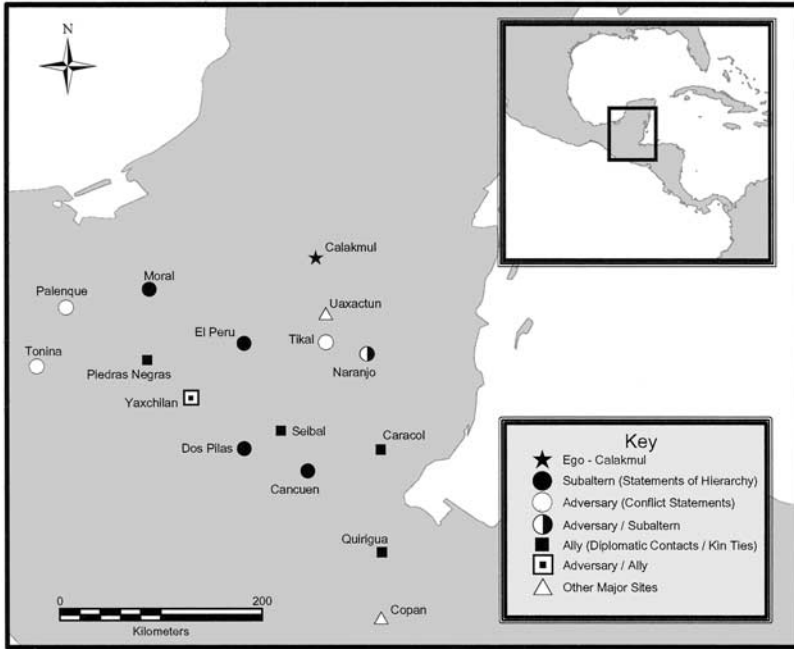 N
Calakmul
Moral
Palenque
Uaxactun
El Peru
Tikal
Tonina
Naranjo
Piedras Negras
Yaxchilan
Seibal
Caracol
Dos Pilas
Cancuen
Quirigua
Copan
0 200
Kilometers
Key
Ego - Calakmul
Subaltern (Statements of Hierarchy)
Adversary (Conflict Statements)
Adversary / Subaltern
Ally (Diplomatic Contacts / Kin Ties)
Adversary / Ally
Other Major Sites